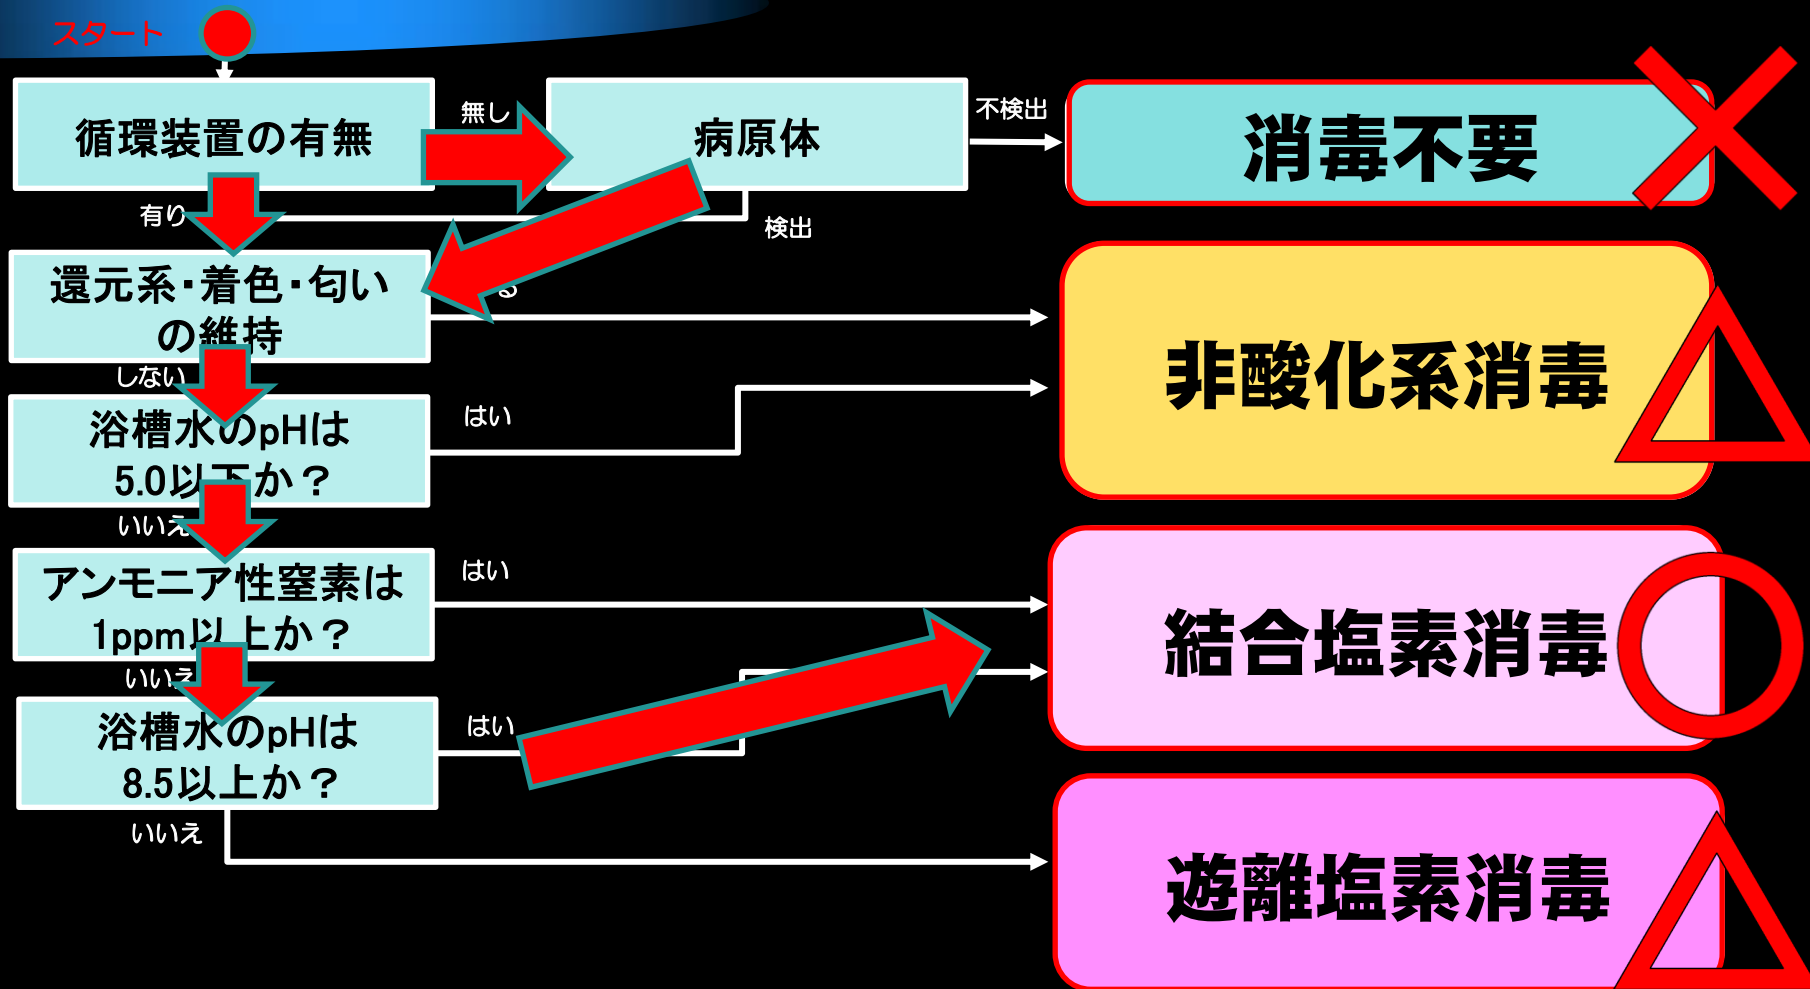 スタート
循環装置の有無
無し
病原体
不検出
消毒不要
有り
検出
還元系・着色・匂い
の維持
る
非酸化系消毒
しない
浴槽水のpHは
5.0以下か？
はい
いいえ
アンモニア性窒素は
1ppm以上か？
はい
結合塩素消毒
いいえ
浴槽水のpHは
8.5以上か？
はい
いいえ
遊離塩素消毒